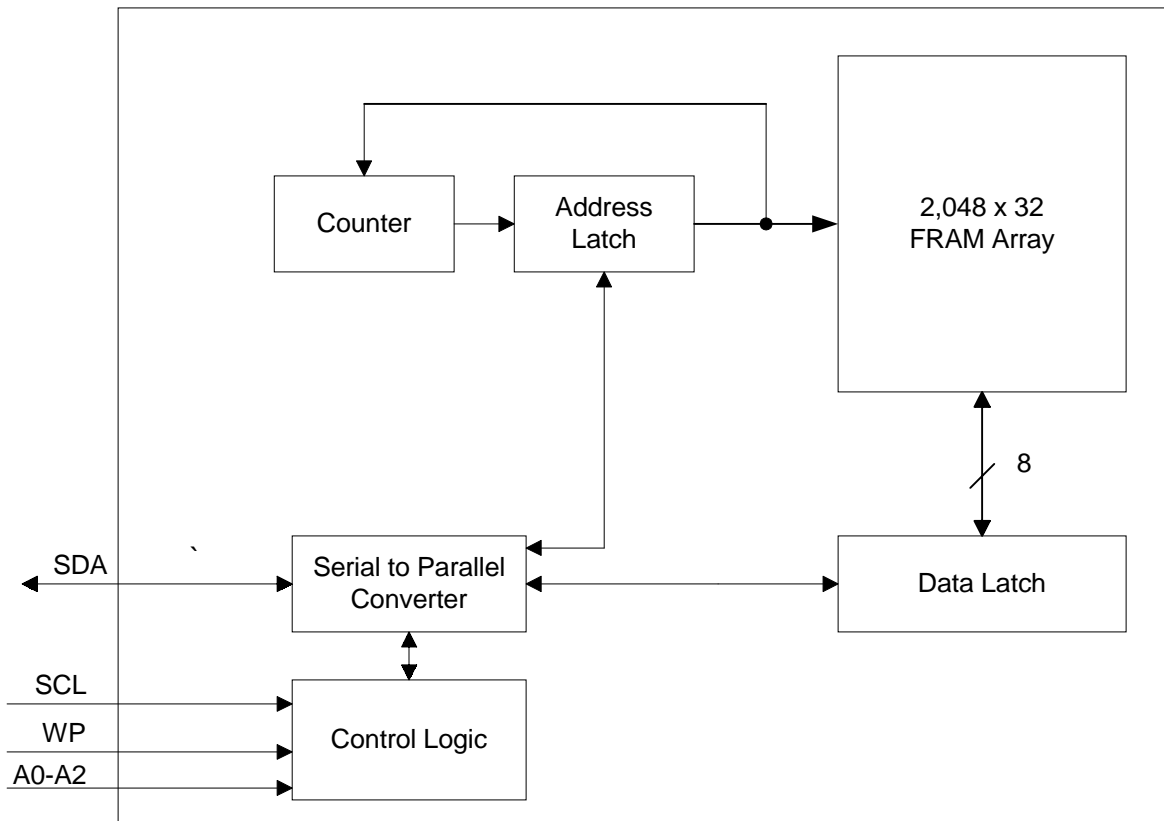 Counter
Address
Latch
2,048 x 32
FRAM Array
8
`
SDA
Serial to Parallel
Converter
Data Latch
SCL
WP
A0-A2
Control Logic